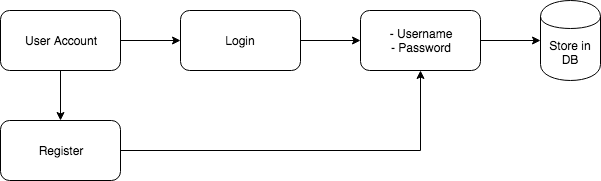 User Account
Login
- Username
- Password
Store in
DB
Register